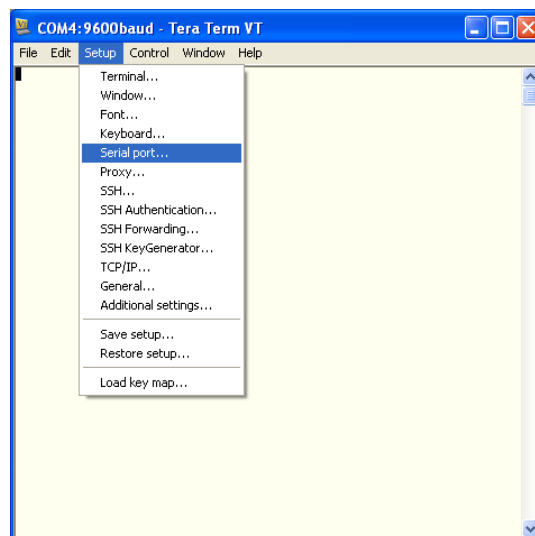 COM4:9600baud - Tera Term VT
File Edit Setup Control Window Help
Terminal...
Window...
Font...
Keyboard...
Serial port...
Proxy...
SSH...
SSH Authentication...
SSH Forwarding...
SSH KeyGenerator...
TCP/IP...
General...
Additional settings...
Save setup...
Restore setup...
Load key map...